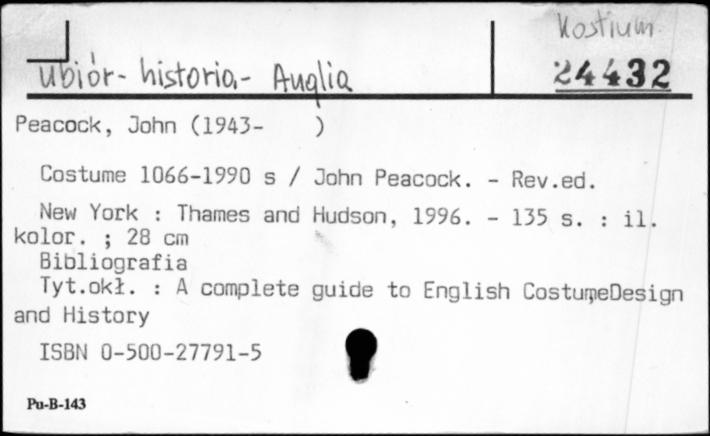 Kostium.
Ubiór - historia - Anglia
24432
Peacock, John (1943-     )
Costume 1066-1990 s / John Peacock. - Rev.ed.
New York : Thames and Hudson, 1996. - 135 s. : il.
kolor. ; 28 cm
Bibliografia
Tyt.okł. : A complete guide to English CostumeDesign
and History
ISBN 0-500-27791-5
Pu-B-143